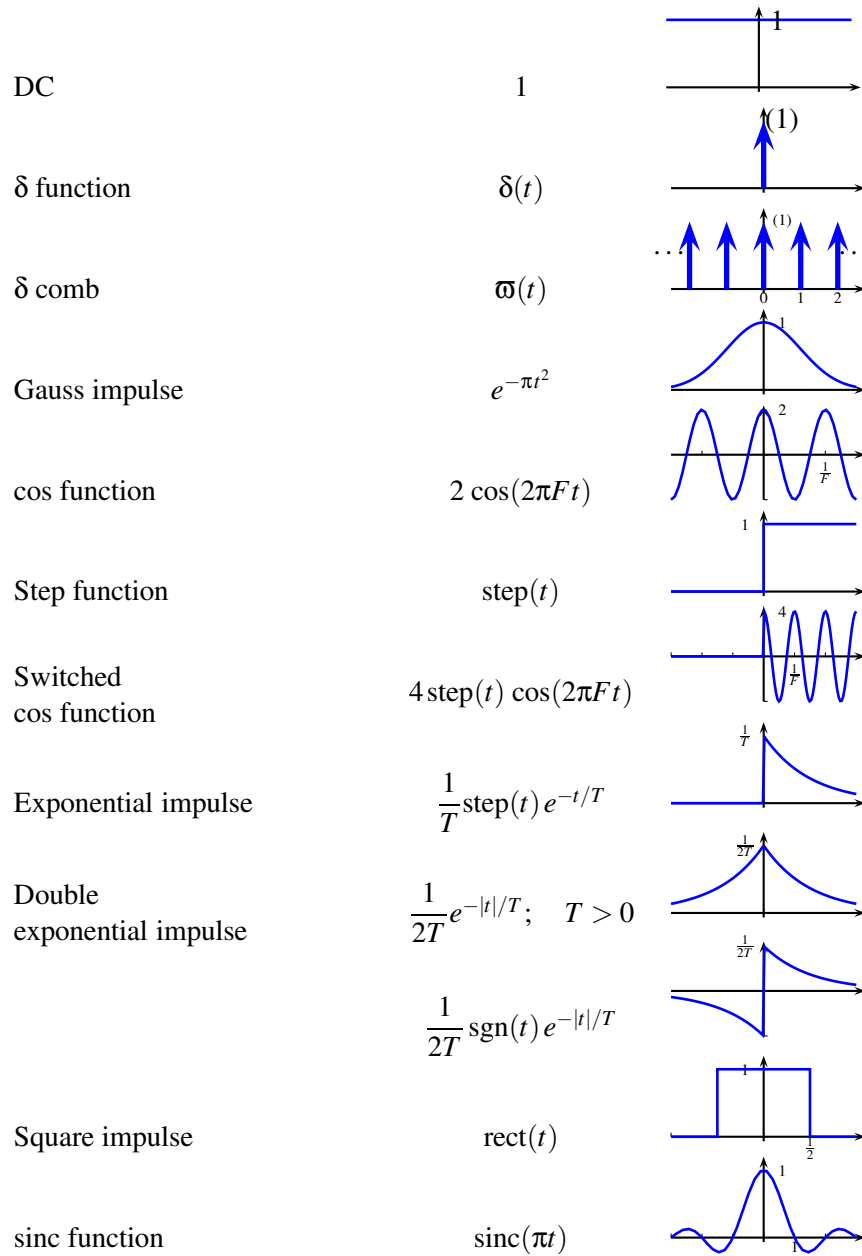 1
DC 1
(1)
δ function δ(t)
(1)
... ...
0 1 2
δ comb ϖ(t)
1
Gauss impulse e^{−πt²}
2
1/F
cos function 2 cos(2πFt)
1
Step function step(t)
4
1/F
Switched
cos function 4 step(t) cos(2πFt)
1/T
Exponential impulse 1/T step(t) e^{−t/T}
1/2T
Double
exponential impulse 1/2T e^{−|t|/T}; T > 0
1/2T
1/2T sgn(t) e^{−|t|/T}
1
Square impulse rect(t)
1/2
1
sinc function sinc(πt)
1